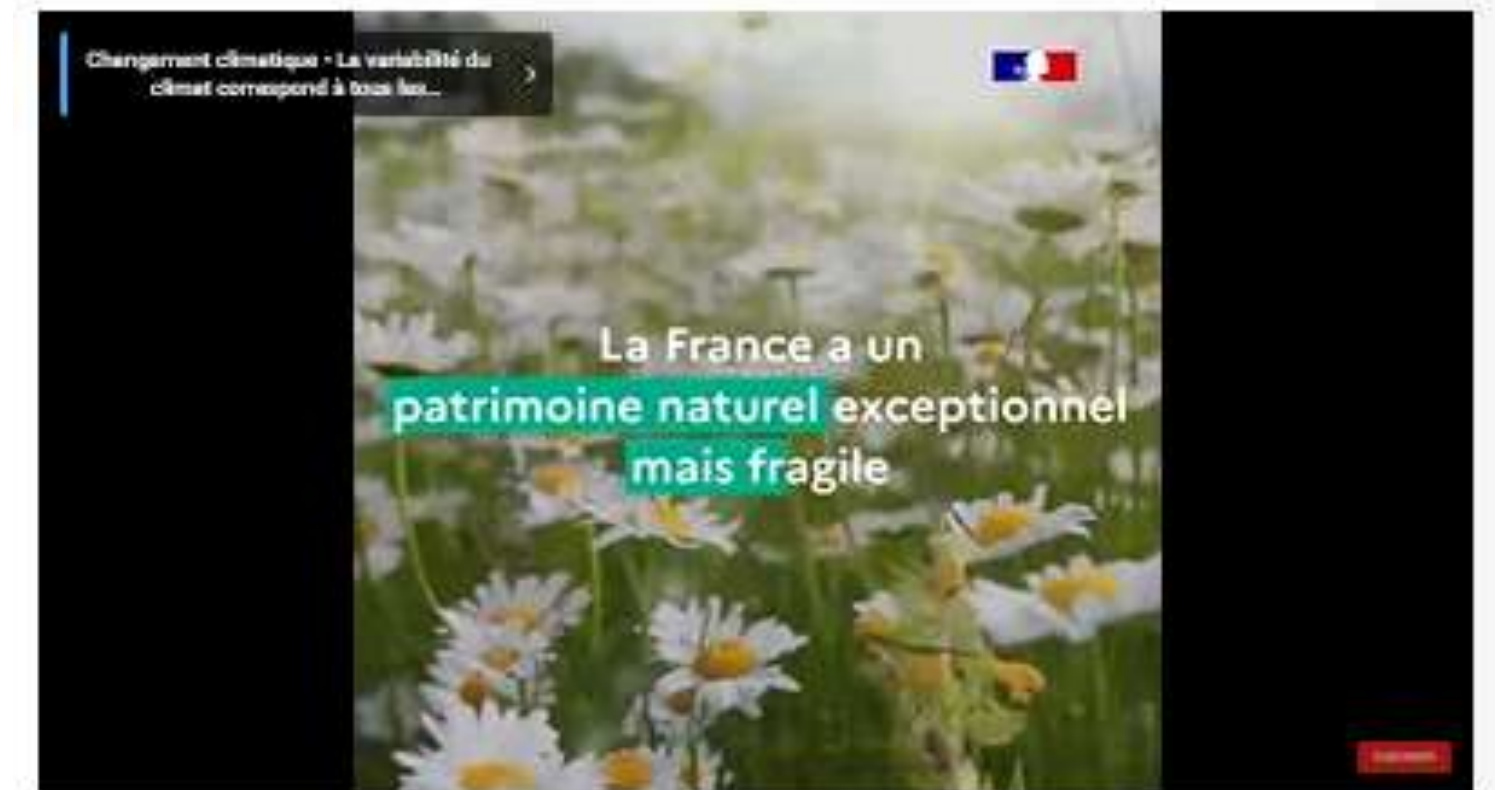 Changement climatique • La variabilité du
climat correspond à tous les...
La France a un
patrimoine naturel exceptionnel
mais fragile